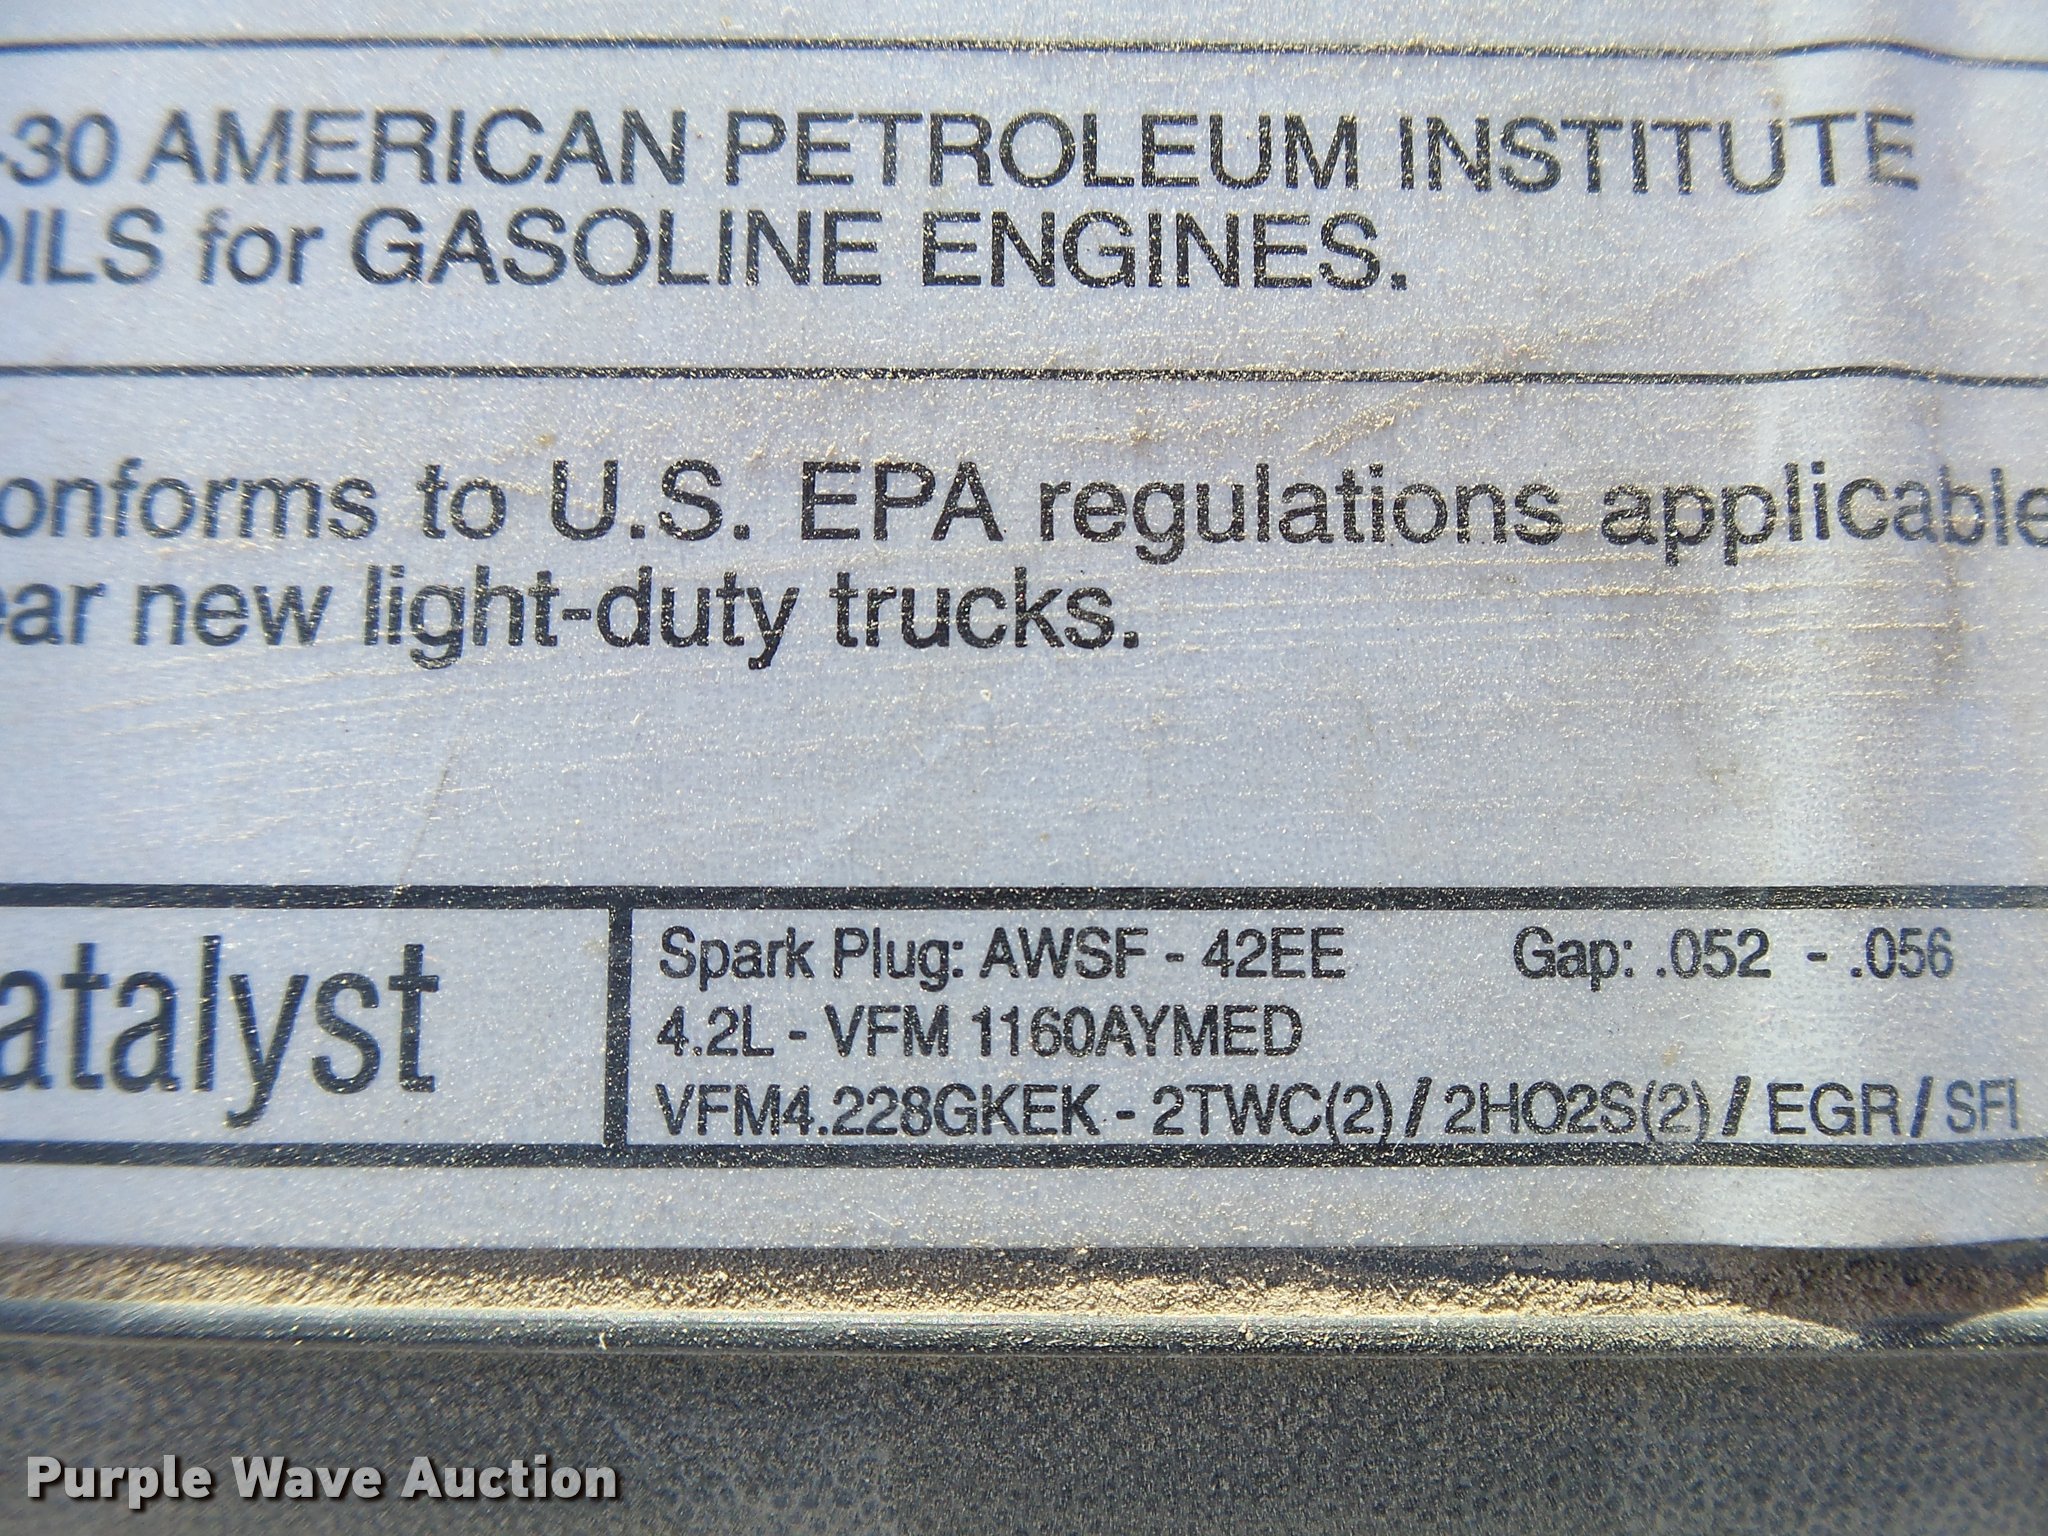 -30 AMERICAN PETROLEUM INSTITUTE
OILS for GASOLINE ENGINES.
onforms to U.S. EPA regulations applicable
ear new light-duty trucks.
atalyst
Spark Plug: AWSF - 42EE Gap: .052 - .056
4.2L - VFM 1160AYMED
VFM4.228GKEK - 2TWC(2) / 2HO2S(2) / EGR / SFI
Purple Wave Auction